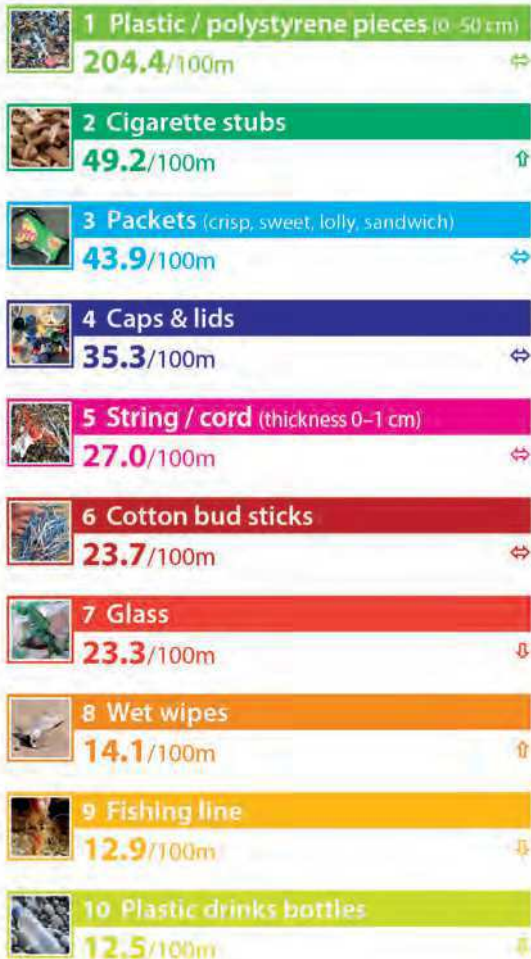 1 Plastic / polystyrene pieces (0–50 cm)
204.4/100m
2 Cigarette stubs
49.2/100m
3 Packets (crisp, sweet, lolly, sandwich)
43.9/100m
4 Caps & lids
35.3/100m
5 String / cord (thickness 0–1 cm)
27.0/100m
6 Cotton bud sticks
23.7/100m
7 Glass
23.3/100m
8 Wet wipes
14.1/100m
9 Fishing line
12.9/100m
10 Plastic drinks bottles
12.5/100m